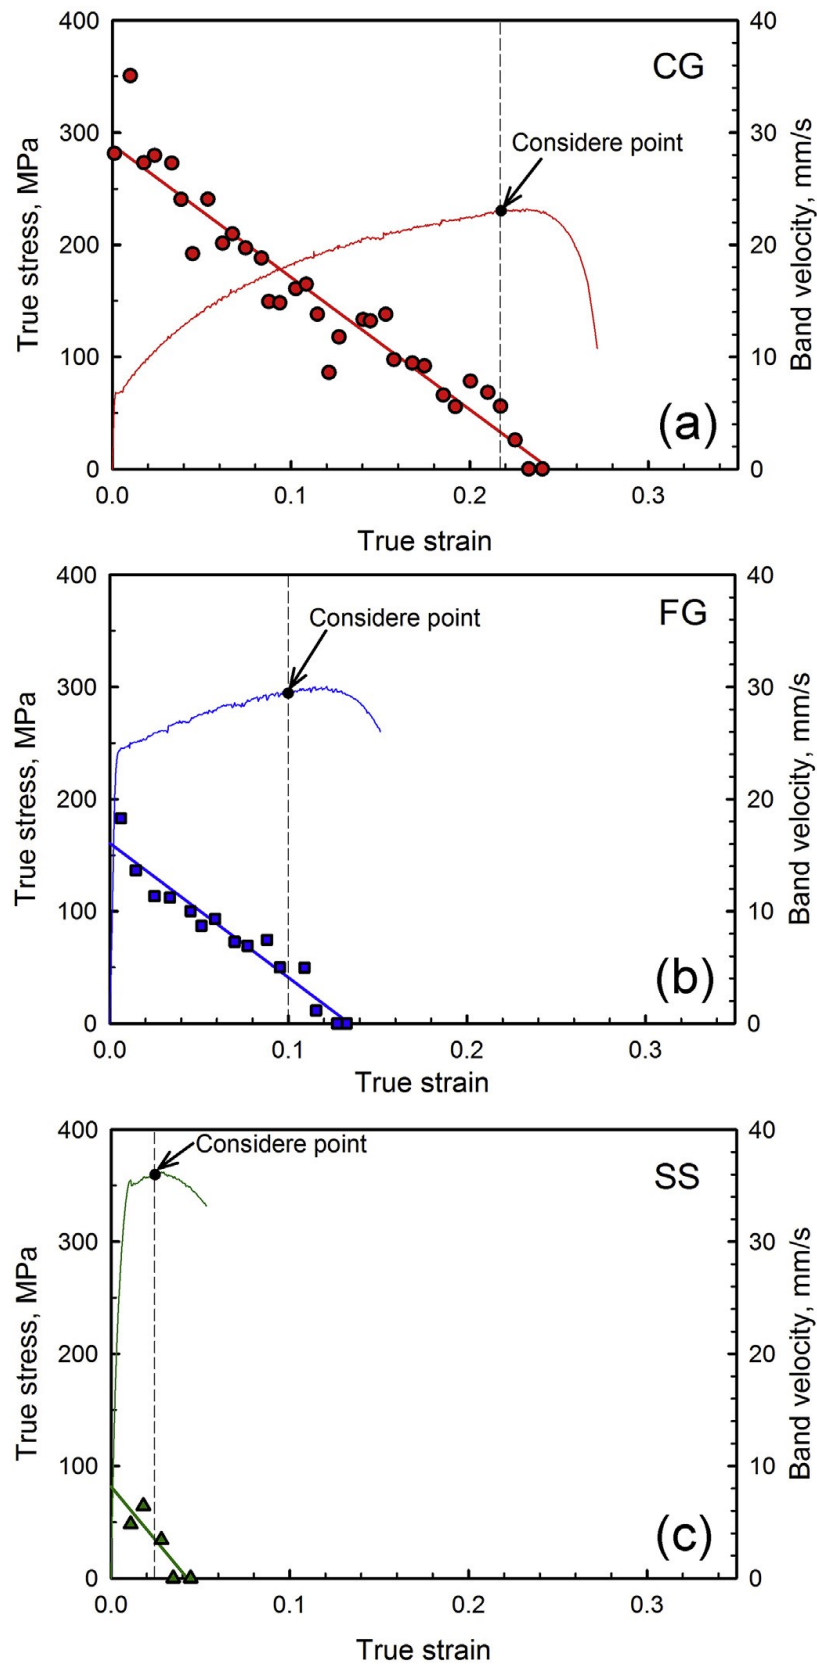 400
40
CG
Considere point
300
30
True stress, MPa
Band velocity, mm/s
200
20
100
10
(a)
0
0
0.0
0.1
0.2
0.3
True strain
400
40
FG
Considere point
300
30
True stress, MPa
Band velocity, mm/s
200
20
100
10
(b)
0
0
0.0
0.1
0.2
0.3
True strain
400
40
Considere point
SS
300
30
True stress, MPa
Band velocity, mm/s
200
20
100
10
(c)
0
0
0.0
0.1
0.2
0.3
True strain